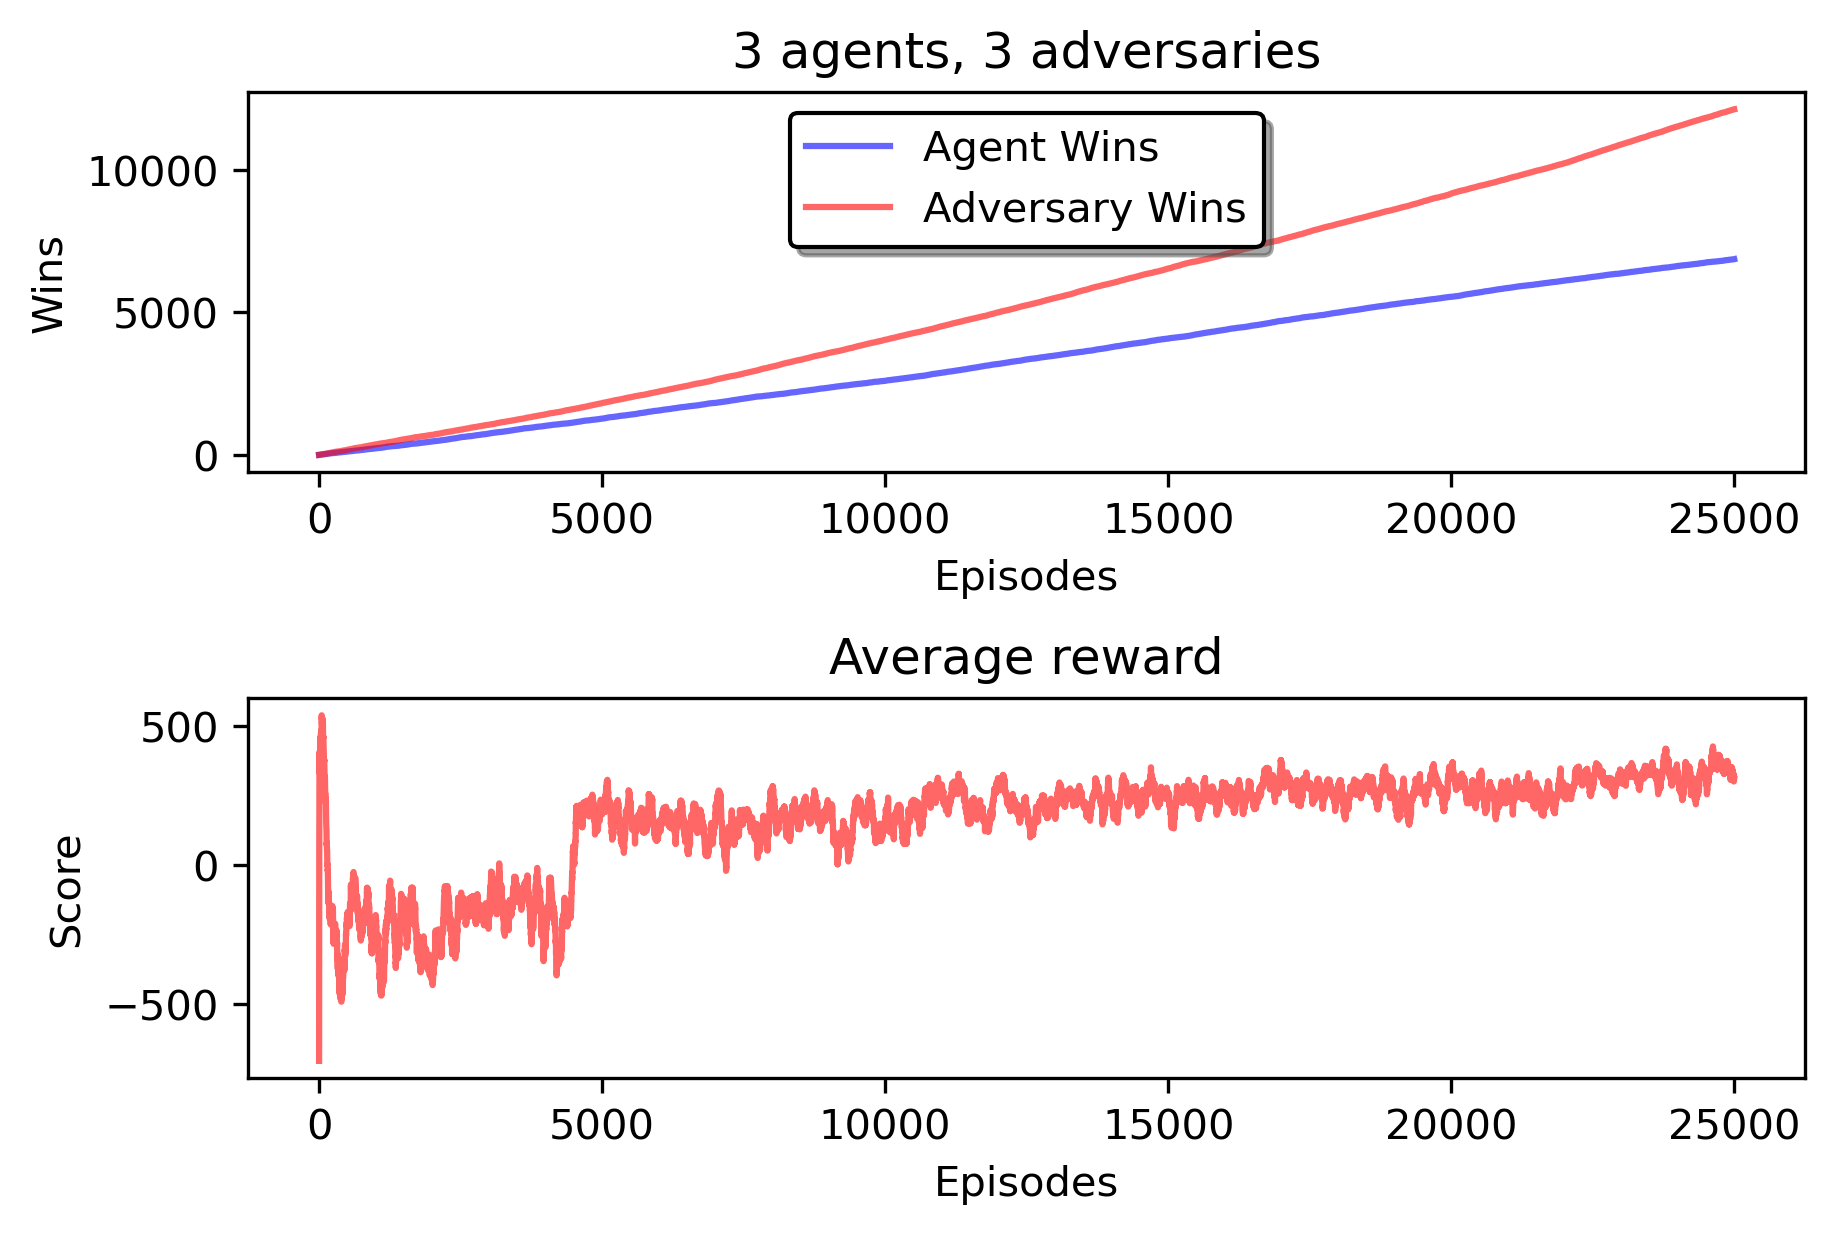 3 agents, 3 adversaries
Agent Wins
Adversary Wins
Wins
10000
5000
0
0 5000 10000 15000 20000 25000
Episodes
Average reward
Score
500
0
−500
0 5000 10000 15000 20000 25000
Episodes